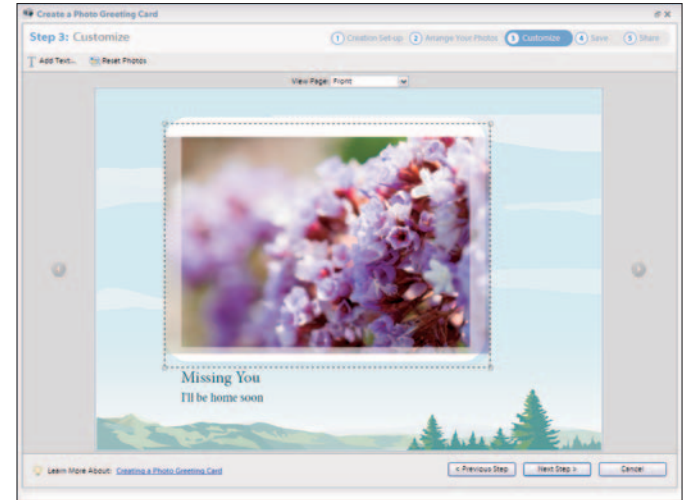 Create a Photo Greeting Card
Step 3: Customize
1 Creation Set-up 2 Arrange Your Photos 3 Customize 4 Save 5 Share
Add Text... Reset Photos
View Page: Front
Missing You
I'll be home soon
Learn More About: Creating a Photo Greeting Card
< Previous Step Next Step > Cancel